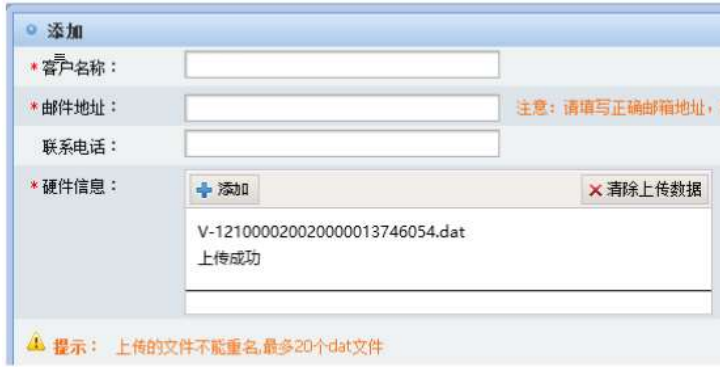 添加
*客户名称：
*邮件地址： 注意：请填写正确邮箱地址，
联系电话：
*硬件信息： 添加 清除上传数据
V-121000020020000013746054.dat
上传成功
提示： 上传的文件不能重名,最多20个dat文件